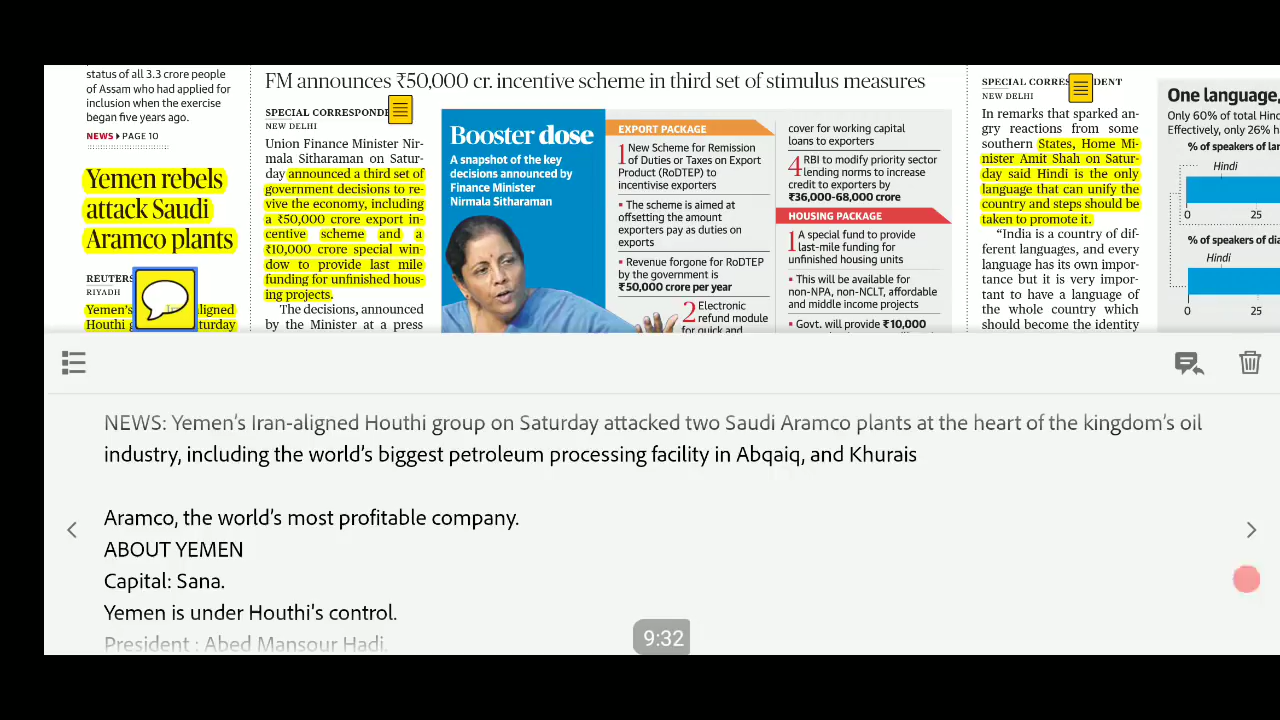 status of all 3.3 crore people
of Assam who had applied for
inclusion when the exercise
began five years ago.
NEWS PAGE 10
Yemen rebels
attack Saudi
Aramco plants
REUTERS
RIYADH
Yemen's aligned
Houthi
FM announces ₹50,000 cr. incentive scheme in third set of stimulus measures
SPECIAL
NEW DELHI
Union Finance Minister Nir-
mala Sitharaman on Satur-
day announced a third set of
government decisions to re-
vive the economy, including
a ₹50,000 crore export in-
centive scheme and a
₹10,000 crore special win-
dow to provide last mile
funding for unfinished hous-
ing projects.
The decisions, announced
by the Minister at a press
Booster dose
A snapshot of the key
decisions announced by
Finance Minister
Nirmala Sitharaman
EXPORT PACKAGE
1 New Scheme for Remission
of Duties or Taxes on Export
Product (RoDTEP) to
incentivise exporters
▪ The scheme is aimed at
offsetting the amount
exporters pay as duties on
exports
▪ Revenue forgone for RoDTEP
by the government is
₹50,000 crore per year
2 Electronic
refund module
for quick and
cover for working capital
loans to exporters
4 RBI to modify priority sector
lending norms to increase
credit to exporters by
₹36,000-68,000 crore
HOUSING PACKAGE
1 A special fund to provide
last-mile funding for
unfinished housing units
▪ This will be available for
non-NPA, non-NCLT, affordable
and middle income projects
▪ Govt. will provide ₹10,000
SPECIAL
NEW DELHI
In remarks that sparked an-
gry reactions from some
southern States, Home Mi-
nister Amit Shah on Satur-
day said Hindi is the only
language that can unify the
country and steps should be
taken to promote it.
"India is a country of dif-
ferent languages, and every
language has its own impor-
tance but it is very impor-
tant to have a language of
the whole country which
should become the identity
One language,
Only 60% of total
Effectively, only 26%
% of speakers of
Hindi
0 25
% of speakers of
Hindi
0 25
NEWS: Yemen's Iran-aligned Houthi group on Saturday attacked two Saudi Aramco plants at the heart of the kingdom's oil
industry, including the world's biggest petroleum processing facility in Abqaiq, and Khurais
Aramco, the world's most profitable company.
ABOUT YEMEN
Capital: Sana.
Yemen is under Houthi's control.
President : Abed Mansour Hadi.
9:32